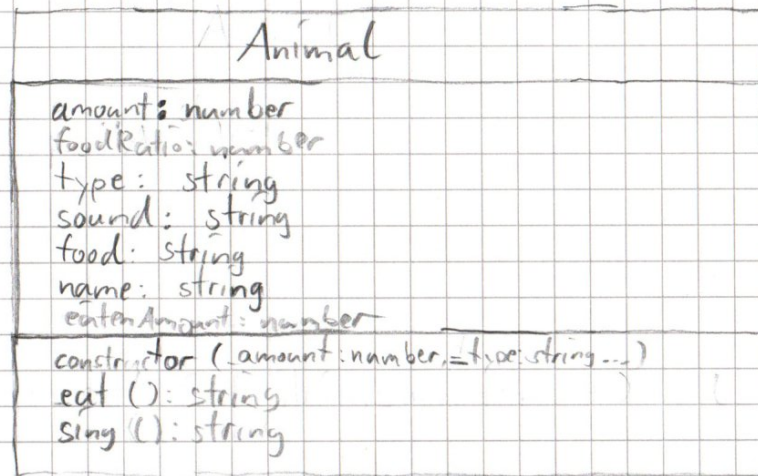 Animal
amount: number
foodRatio: number
type: string
sound: string
food: string
name: string
eatenAmount: number
constructor (amount: number, type: string...)
eat (): string
sing (): string